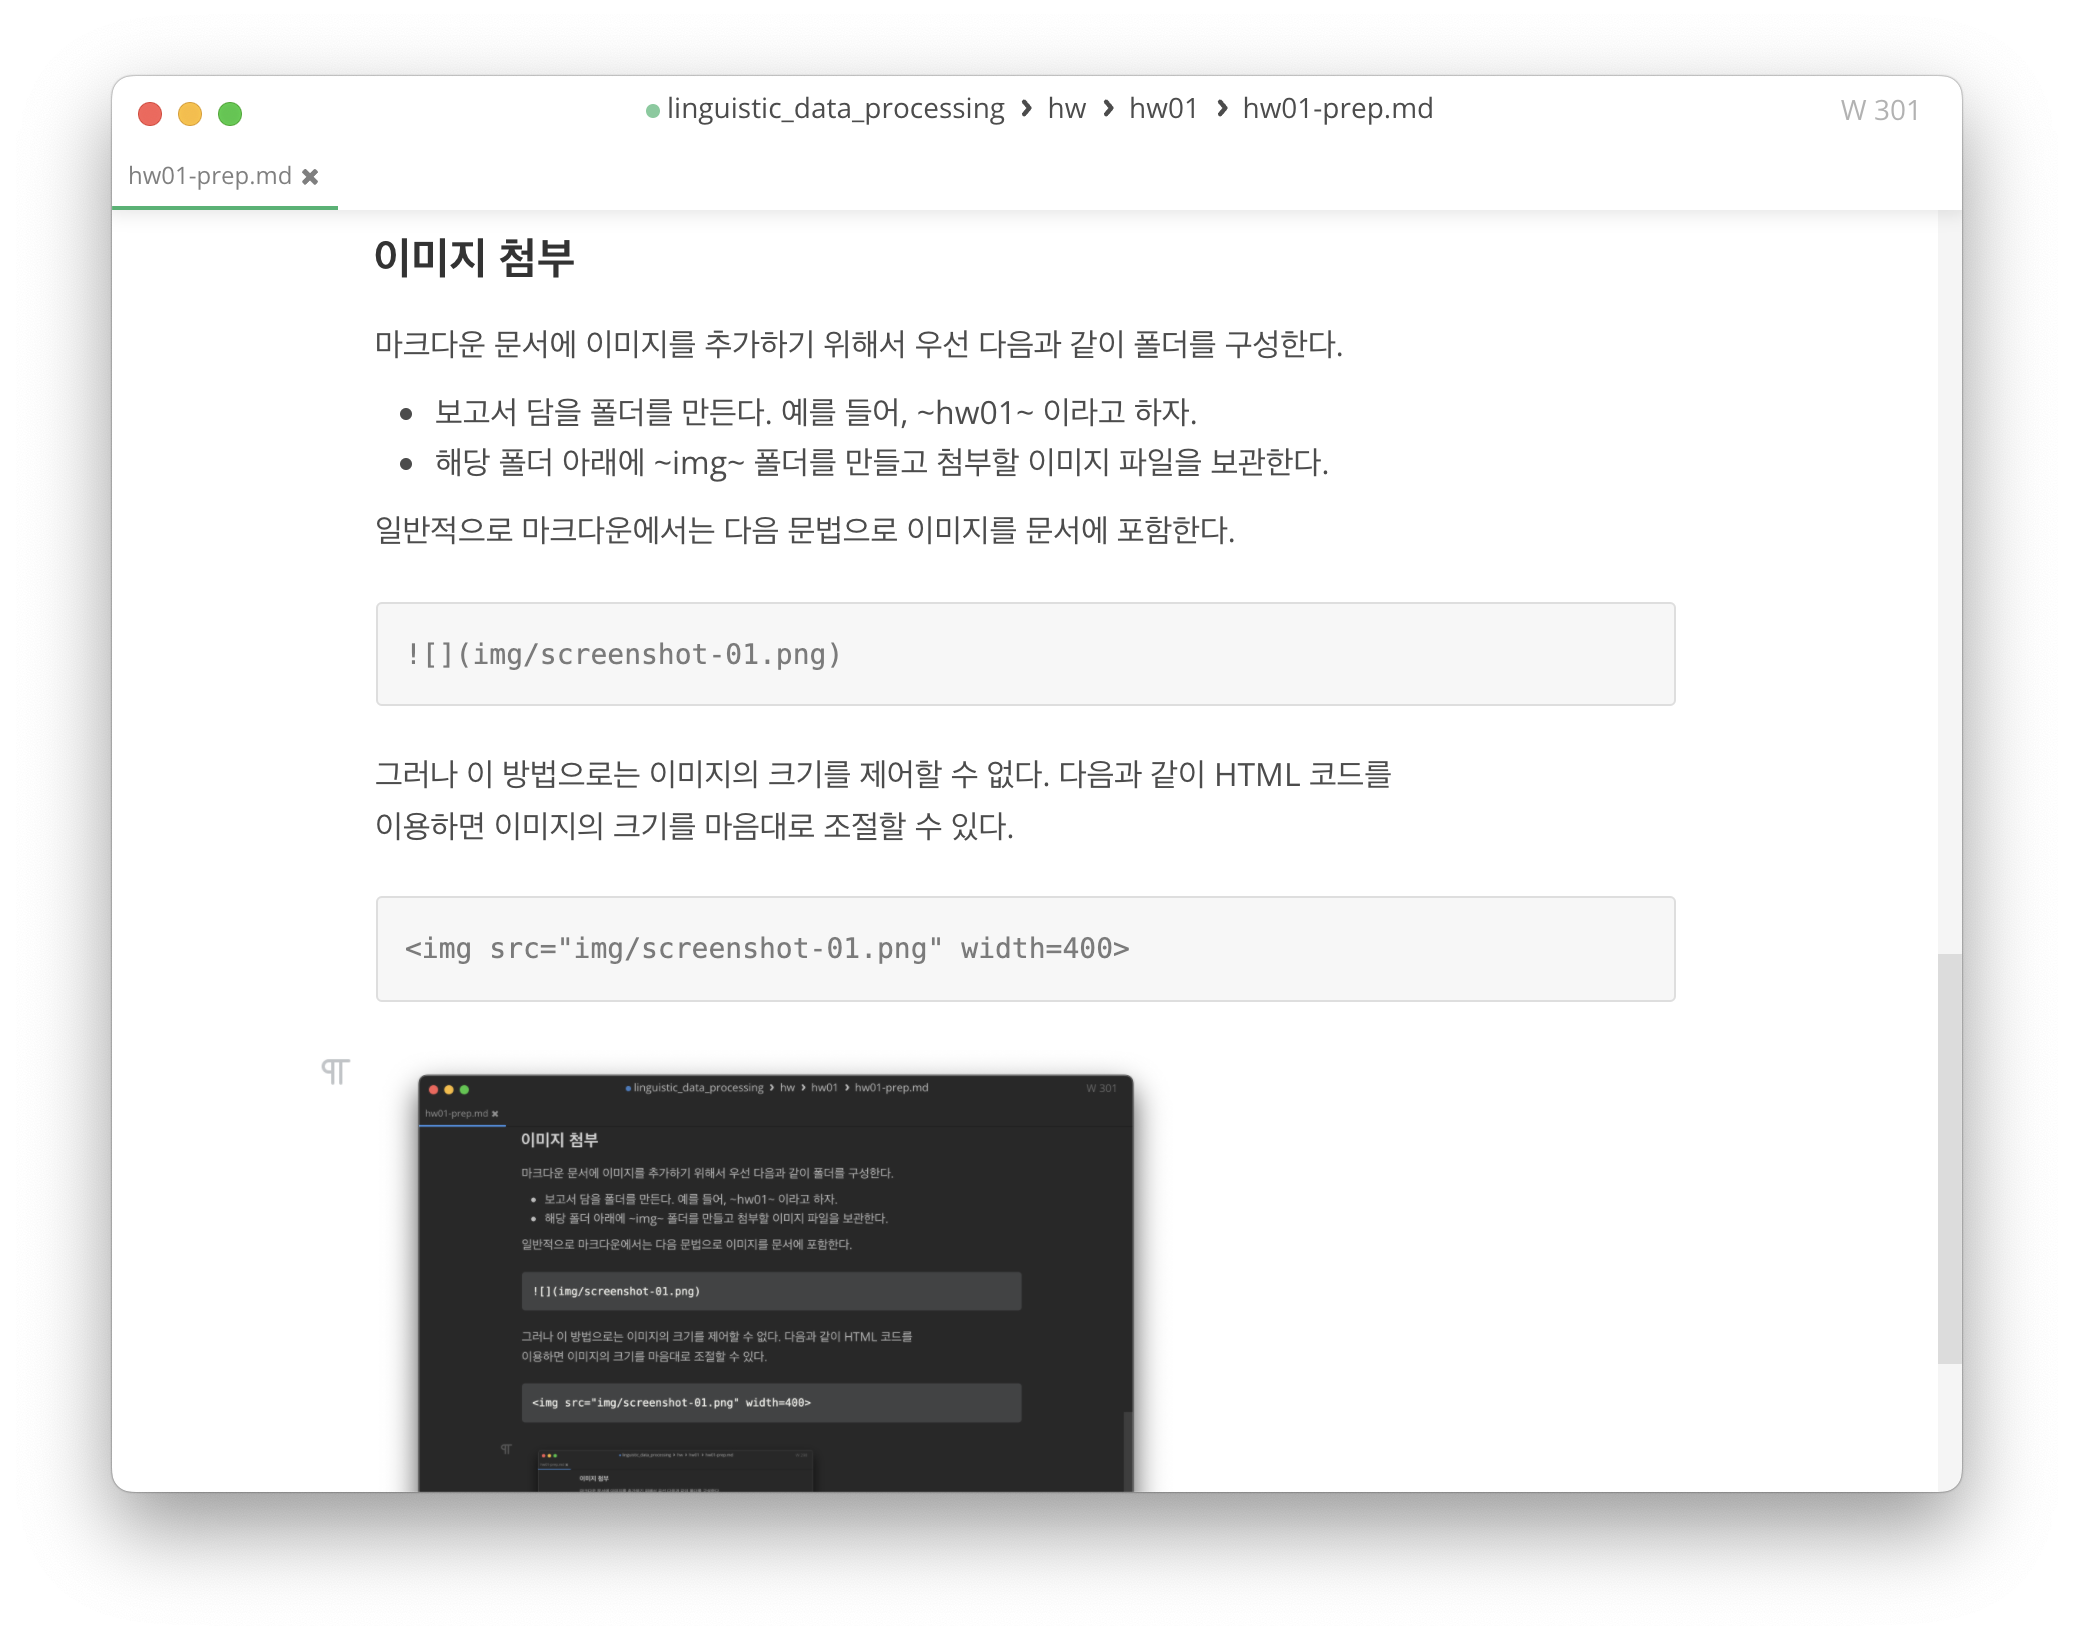 linguistic_data_processing › hw › hw01 › hw01-prep.md
W 301
hw01-prep.md ✖
이미지 첨부
마크다운 문서에 이미지를 추가하기 위해서 우선 다음과 같이 폴더를 구성한다.
• 보고서 담을 폴더를 만든다. 예를 들어, ~hw01~ 이라고 하자.
• 해당 폴더 아래에 ~img~ 폴더를 만들고 첨부할 이미지 파일을 보관한다.
일반적으로 마크다운에서는 다음 문법으로 이미지를 문서에 포함한다.
![](img/screenshot-01.png)
그러나 이 방법으로는 이미지의 크기를 제어할 수 없다. 다음과 같이 HTML 코드를
이용하면 이미지의 크기를 마음대로 조절할 수 있다.
<img src="img/screenshot-01.png" width=400>
¶
linguistic_data_processing › hw › hw01 › hw01-prep.md
W 301
hw01-prep.md ✖
이미지 첨부
마크다운 문서에 이미지를 추가하기 위해서 우선 다음과 같이 폴더를 구성한다.
• 보고서 담을 폴더를 만든다. 예를 들어, ~hw01~ 이라고 하자.
• 해당 폴더 아래에 ~img~ 폴더를 만들고 첨부할 이미지 파일을 보관한다.
일반적으로 마크다운에서는 다음 문법으로 이미지를 문서에 포함한다.
![](img/screenshot-01.png)
그러나 이 방법으로는 이미지의 크기를 제어할 수 없다. 다음과 같이 HTML 코드를
이용하면 이미지의 크기를 마음대로 조절할 수 있다.
<img src="img/screenshot-01.png" width=400>
¶
이미지 첨부